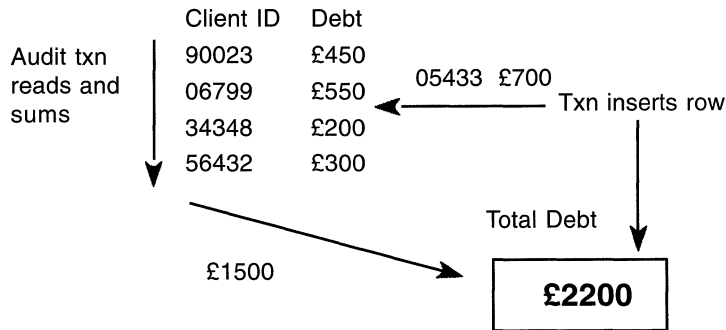 Client ID Debt
Audit txn
reads and
sums
90023 £450
06799 £550
34348 £200
56432 £300
05433 £700
Txn inserts row
£1500
Total Debt
£2200